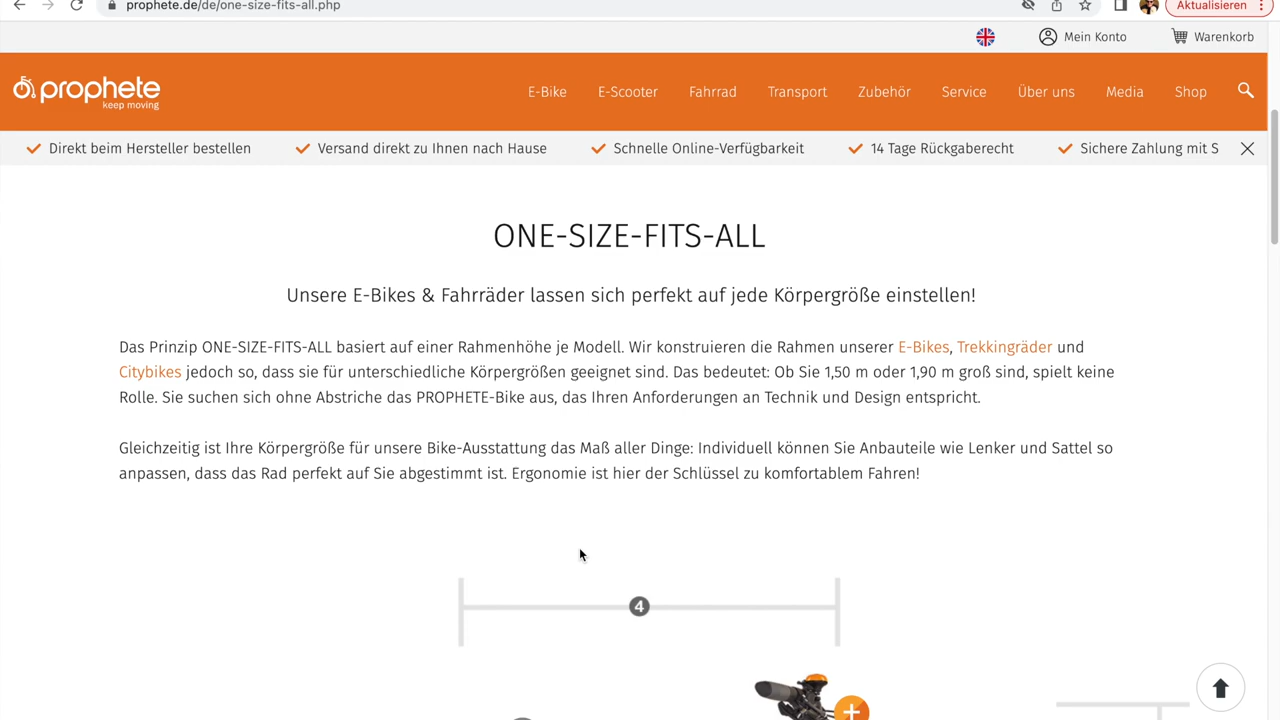 prophete.de/de/one-size-fits-all.php
Aktualisieren
Mein Konto
Warenkorb
prophete
keep moving
E-Bike
E-Scooter
Fahrrad
Transport
Zubehör
Service
Über uns
Media
Shop
Direkt beim Hersteller bestellen
Versand direkt zu Ihnen nach Hause
Schnelle Online-Verfügbarkeit
14 Tage Rückgaberecht
Sichere Zahlung mit S
ONE-SIZE-FITS-ALL
Unsere E-Bikes & Fahrräder lassen sich perfekt auf jede Körpergröße einstellen!
Das Prinzip ONE-SIZE-FITS-ALL basiert auf einer Rahmenhöhe je Modell. Wir konstruieren die Rahmen unserer E-Bikes, Trekkingräder und
Citybikes jedoch so, dass sie für unterschiedliche Körpergrößen geeignet sind. Das bedeutet: Ob Sie 1,50 m oder 1,90 m groß sind, spielt keine
Rolle. Sie suchen sich ohne Abstriche das PROPHETE-Bike aus, das Ihren Anforderungen an Technik und Design entspricht.
Gleichzeitig ist Ihre Körpergröße für unsere Bike-Ausstattung das Maß aller Dinge: Individuell können Sie Anbauteile wie Lenker und Sattel so
anpassen, dass das Rad perfekt auf Sie abgestimmt ist. Ergonomie ist hier der Schlüssel zu komfortablem Fahren!
4